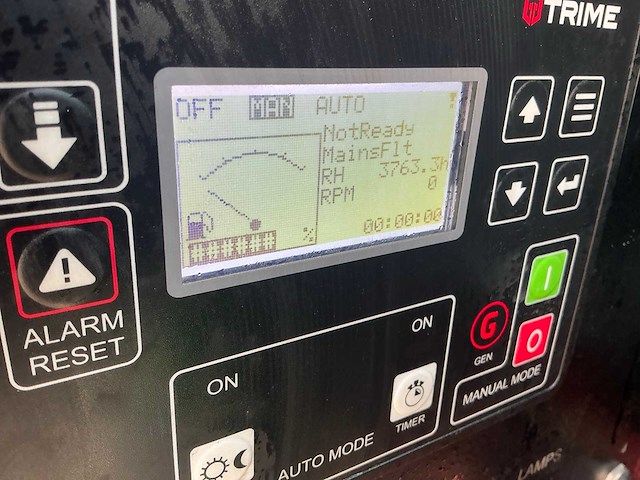 TRIME
OFF MAN AUTO
NotReady
MainsFlt
RH 3763.3h
RPM 0
%
00:00:00
ALARM
RESET
ON
ON
G
GEN
I
O
MANUAL MODE
TIMER
AUTO MODE
LAMPS